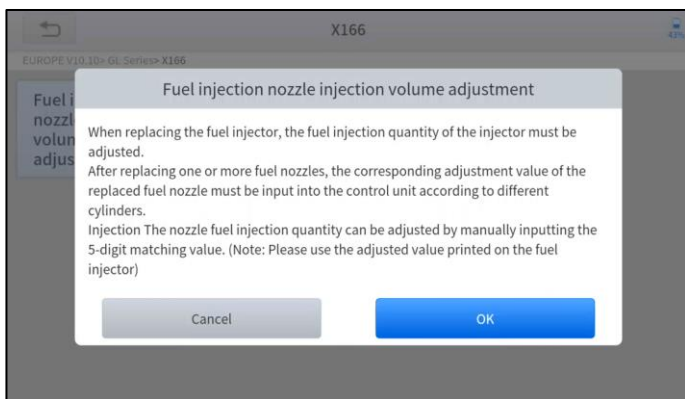 X166
43%
EUROPE V10.10> GL Series> X166
Fuel i
nozzl
volun
adjus
Fuel injection nozzle injection volume adjustment
When replacing the fuel injector, the fuel injection quantity of the injector must be
adjusted.
After replacing one or more fuel nozzles, the corresponding adjustment value of the
replaced fuel nozzle must be input into the control unit according to different
cylinders.
Injection The nozzle fuel injection quantity can be adjusted by manually inputting the
5-digit matching value. (Note: Please use the adjusted value printed on the fuel
injector)
Cancel
OK